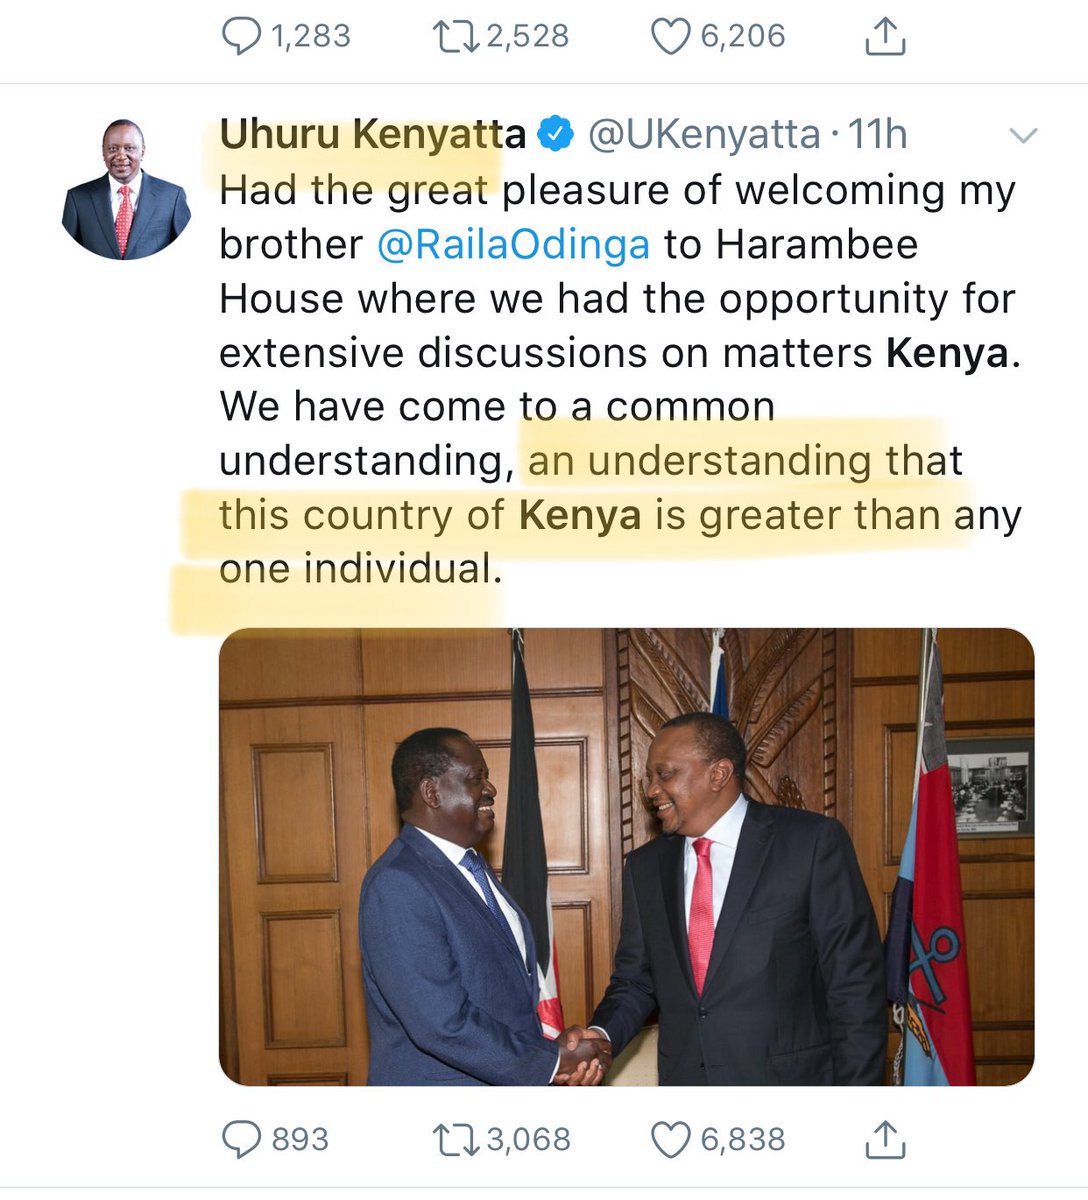 1,283 2,528 6,206
Uhuru Kenyatta @UKenyatta · 11h
Had the great pleasure of welcoming my
brother @RailaOdinga to Harambee
House where we had the opportunity for
extensive discussions on matters Kenya.
We have come to a common
understanding, an understanding that
this country of Kenya is greater than any
one individual.
893 3,068 6,838